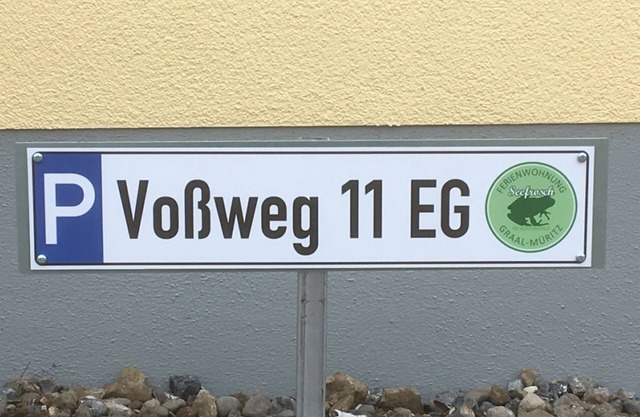 P Voßweg 11 EG
FERIENWOHNUNG
Seefrosch
GRAAL-MÜRITZ